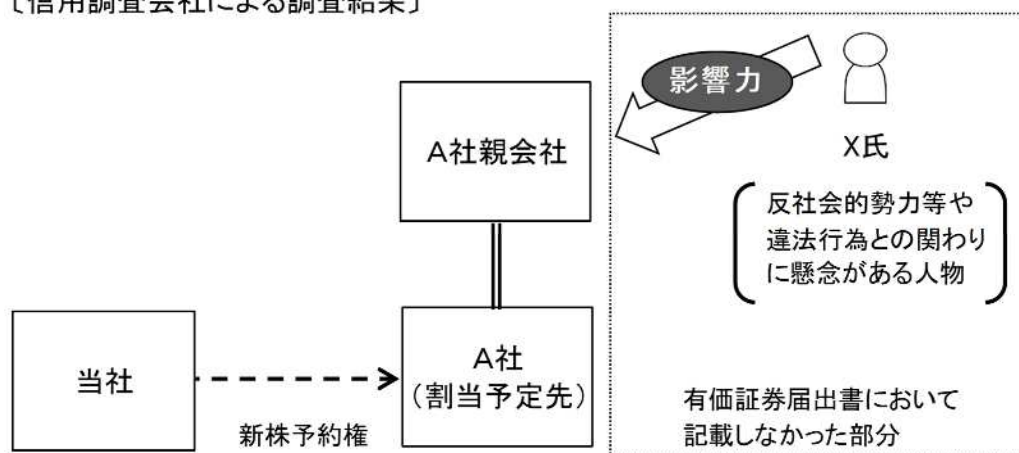 〔信用調査会社による調査結果〕
影響力
X氏
A社親会社
反社会的勢力等や
違法行為との関わり
に懸念がある人物
当社
新株予約権
A社
(割当予定先)
有価証券届出書において
記載しなかった部分